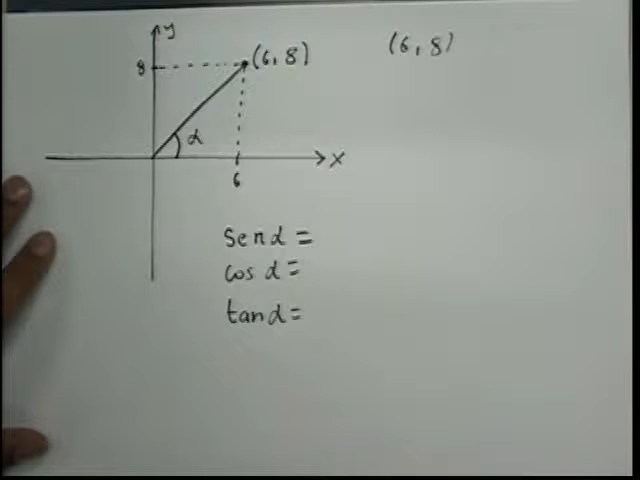 y
8
(6, 8)
(6, 8)
α
x
6
sen α =
cos α =
tan α =